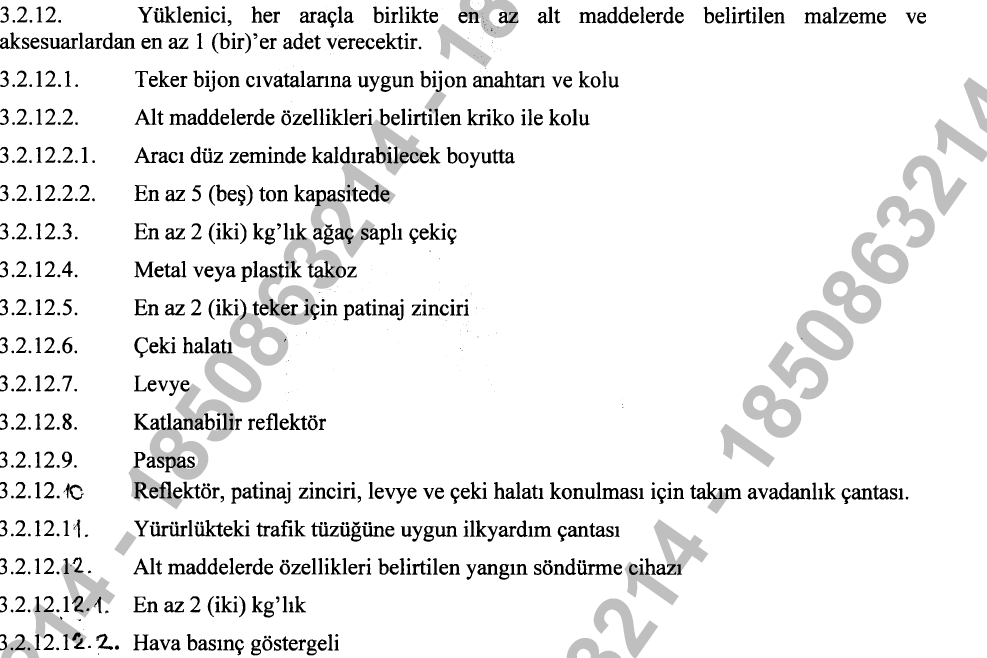 3.2.12. Yüklenici, her araçla birlikte en az alt maddelerde belirtilen malzeme ve
aksesuarlardan en az 1 (bir)’er adet verecektir.
3.2.12.1. Teker bijon cıvatalarına uygun bijon anahtarı ve kolu
3.2.12.2. Alt maddelerde özellikleri belirtilen kriko ile kolu
3.2.12.2.1. Aracı düz zeminde kaldırabilecek boyutta
3.2.12.2.2. En az 5 (beş) ton kapasitede
3.2.12.3. En az 2 (iki) kg’lık ağaç saplı çekiç
3.2.12.4. Metal veya plastik takoz
3.2.12.5. En az 2 (iki) teker için patinaj zinciri
3.2.12.6. Çeki halatı
3.2.12.7. Levye
3.2.12.8. Katlanabilir reflektör
3.2.12.9. Paspas
3.2.12.10 Reflektör, patinaj zinciri, levye ve çeki halatı konulması için takım avadanlık çantası.
3.2.12.11. Yürürlükteki trafik tüzüğüne uygun ilkyardım çantası
3.2.12.12. Alt maddelerde özellikleri belirtilen yangın söndürme cihazı
3.2.12.12.1. En az 2 (iki) kg’lık
3.2.12.12.2. Hava basınç göstergeli
214 - 1850863214 - 18
3214 - 1850863214